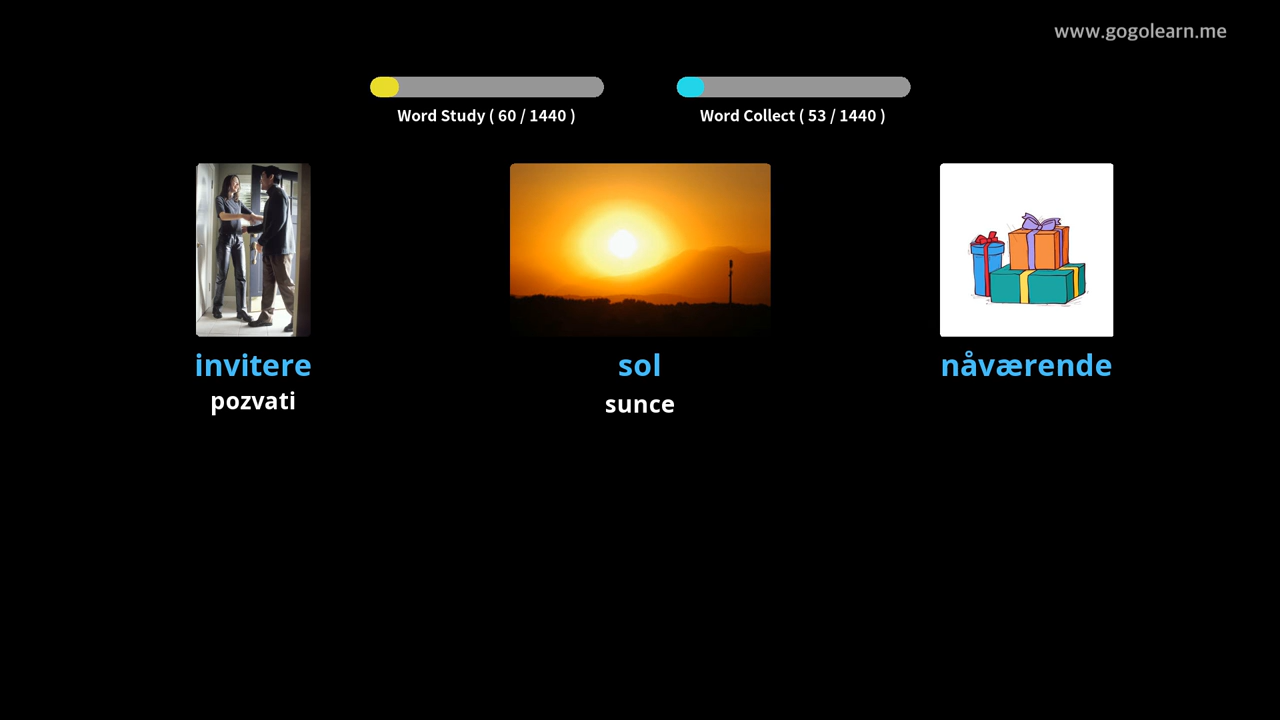 www.gogolearn.me
Word Study ( 60 / 1440 )
Word Collect ( 53 / 1440 )
invitere
pozvati
sol
sunce
nåværende